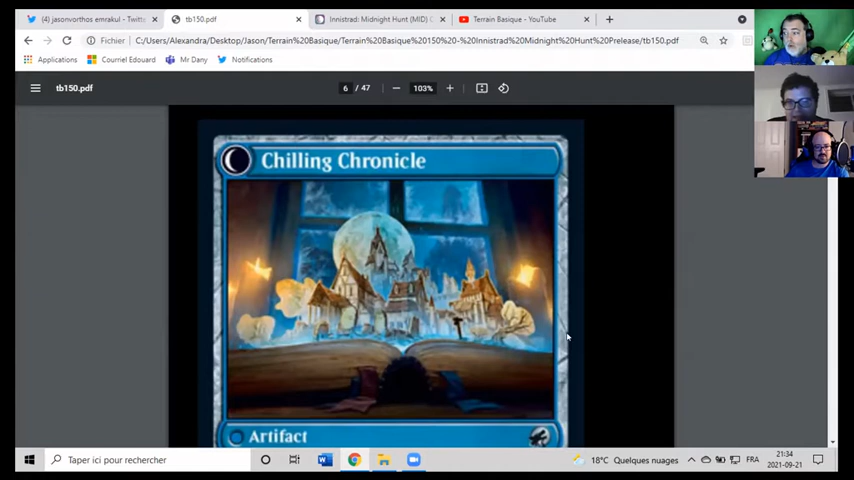 (4) jasonvorthos emrakul - Twitt
tb150.pdf
Innistrad: Midnight Hunt (MID) C
Terrain Basique - YouTube
Fichier
C:/Users/Alexandra/Desktop/Jason/Terrain%20Basique/Terrain%20Basique%20150%20-%20Innistrad%20Midnight%20Hunt%20Prelease/tb150.pdf
Applications
Courriel Edouard
Mr Dany
Notifications
tb150.pdf
6 / 47
103%
Chilling Chronicle
Artifact
Taper ici pour rechercher
18°C Quelques nuages
FRA
21:34
2021-09-21